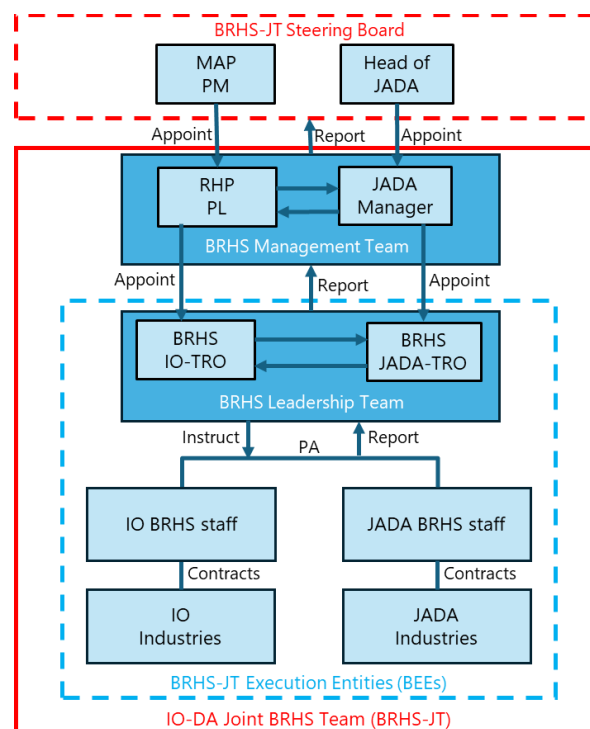 BRHS-JT Steering Board
MAP
PM
Head of
JADA
Appoint
Report
Appoint
RHP
PL
JADA
Manager
BRHS Management Team
Appoint
Report
Appoint
BRHS
IO-TRO
BRHS
JADA-TRO
BRHS Leadership Team
Instruct
PA
Report
IO BRHS staff
JADA BRHS staff
Contracts
Contracts
IO
Industries
JADA
Industries
BRHS-JT Execution Entities (BEEs)
IO-DA Joint BRHS Team (BRHS-JT)